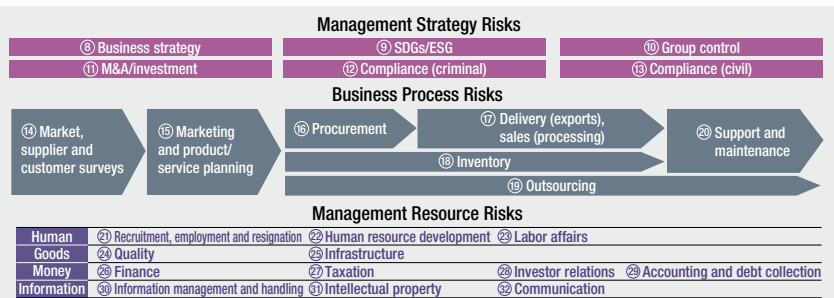 Management Strategy Risks
⑧ Business strategy
⑨ SDGs/ESG
⑩ Group control
⑪ M&A/investment
⑫ Compliance (criminal)
⑬ Compliance (civil)
Business Process Risks
⑭ Market,
supplier and
customer surveys
⑮ Marketing
and product/
service planning
⑯ Procurement
⑰ Delivery (exports),
sales (processing)
⑱ Inventory
⑲ Outsourcing
⑳ Support and
maintenance
Management Resource Risks
Human ㉑ Recruitment, employment and resignation ㉒ Human resource development ㉓ Labor affairs
Goods ㉔ Quality ㉕ Infrastructure
Money ㉖ Finance ㉗ Taxation ㉘ Investor relations ㉙ Accounting and debt collection
Information ㉚ Information management and handling ㉛ Intellectual property ㉜ Communication